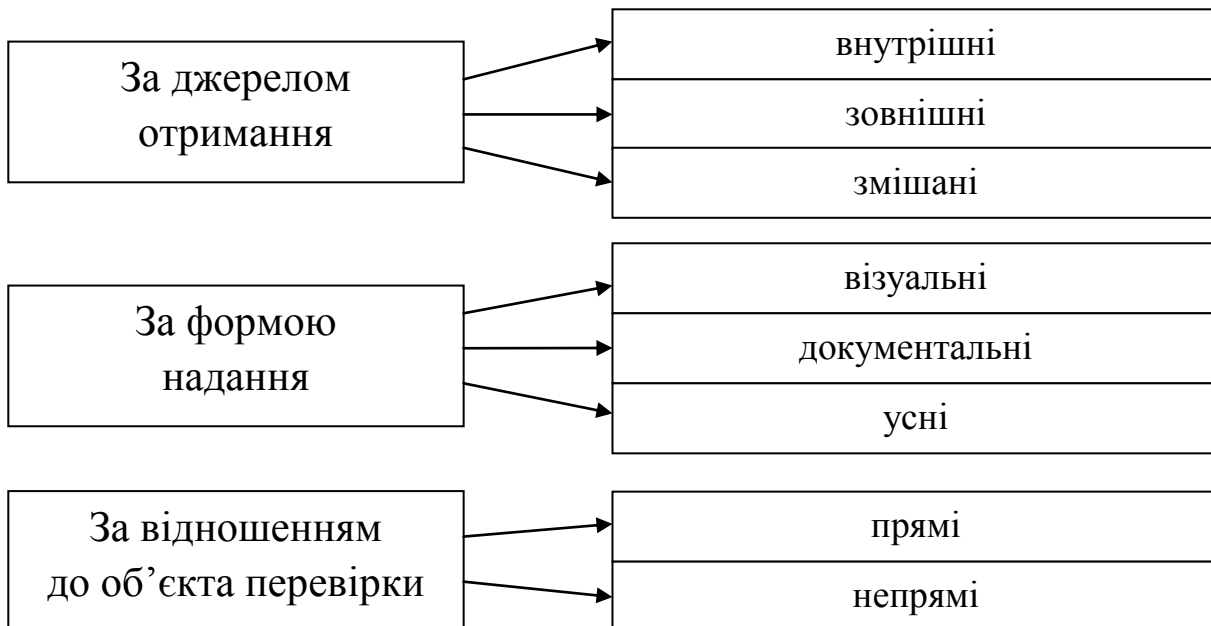 За джерелом
отримання
внутрішні
зовнішні
змішані
За формою
надання
візуальні
документальні
усні
За відношенням
до об’єкта перевірки
прямі
непрямі